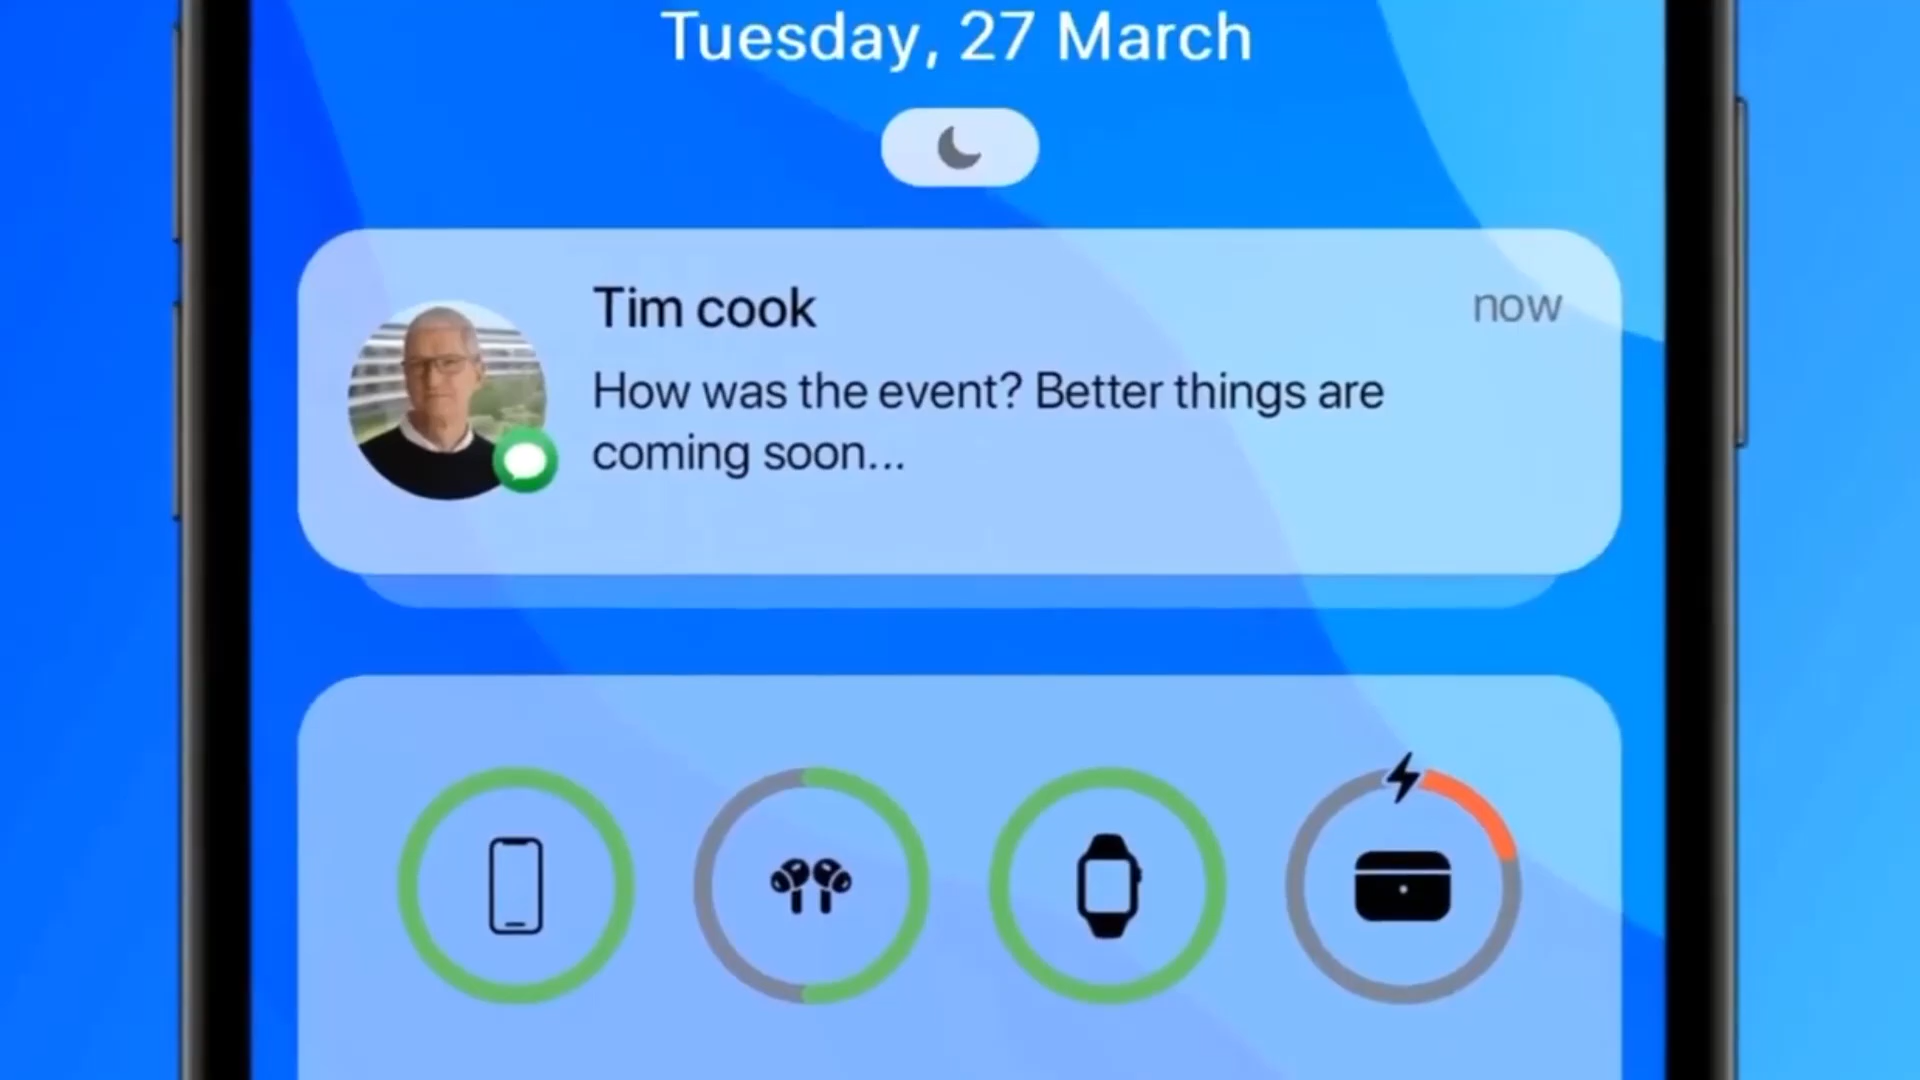 Tuesday, 27 March
Tim cook
now
How was the event? Better things are
coming soon...